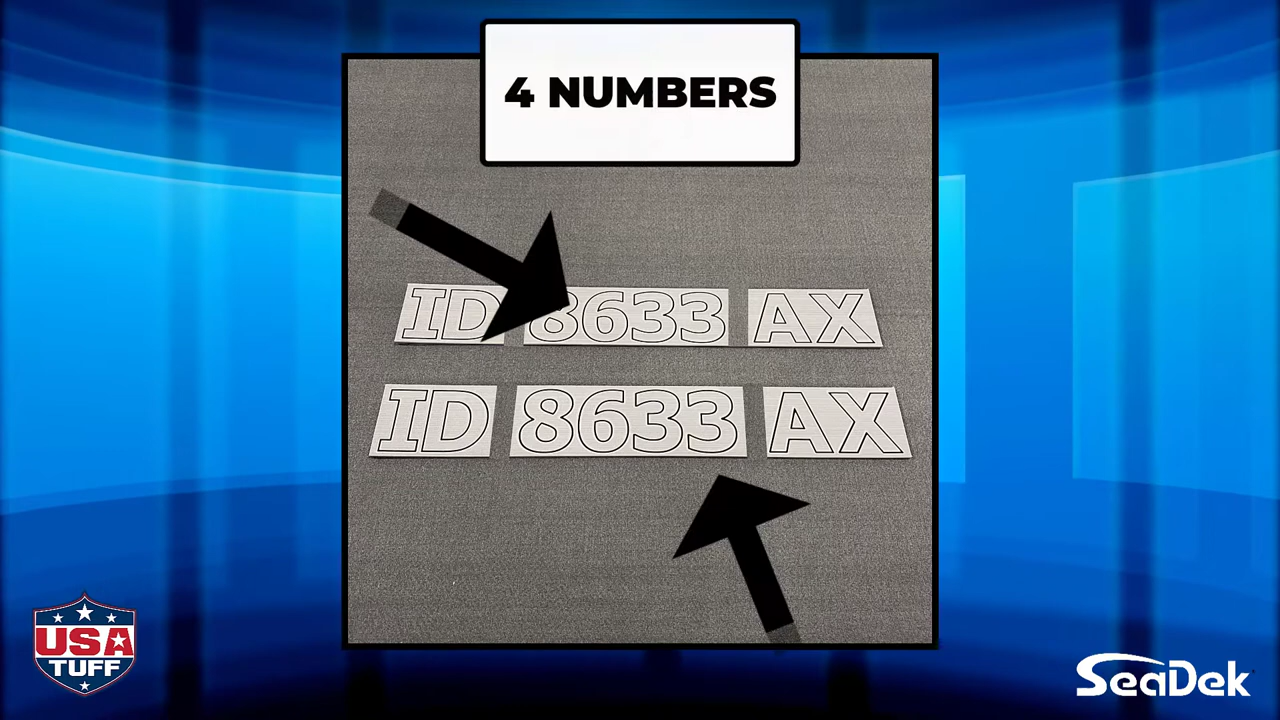 4 NUMBERS
ID 8633 AX
ID 8633 AX
USA
TUFF
SeaDek